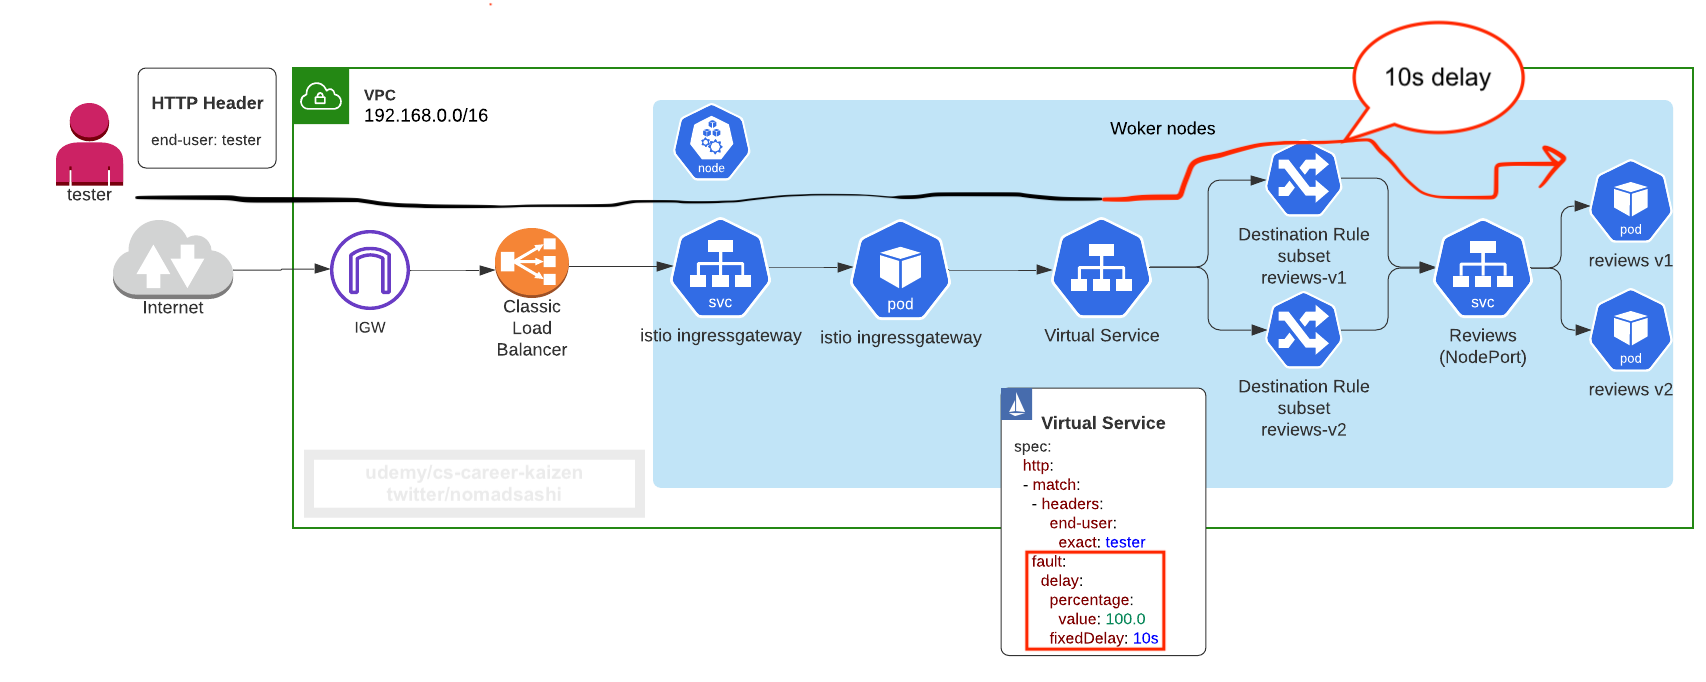 10s delay
HTTP Header
end-user: tester
tester
VPC
192.168.0.0/16
node
Woker nodes
Internet
IGW
Classic
Load
Balancer
svc
istio ingressgateway
pod
istio ingressgateway
Virtual Service
Destination Rule
subset
reviews-v1
Destination Rule
subset
reviews-v2
svc
Reviews
(NodePort)
pod
reviews v1
pod
reviews v2
udemy/cs-career-kaizen
twitter/nomadsashi
Virtual Service
spec:
http:
- match:
- headers:
end-user:
exact: tester
fault:
delay:
percentage:
value: 100.0
fixedDelay: 10s